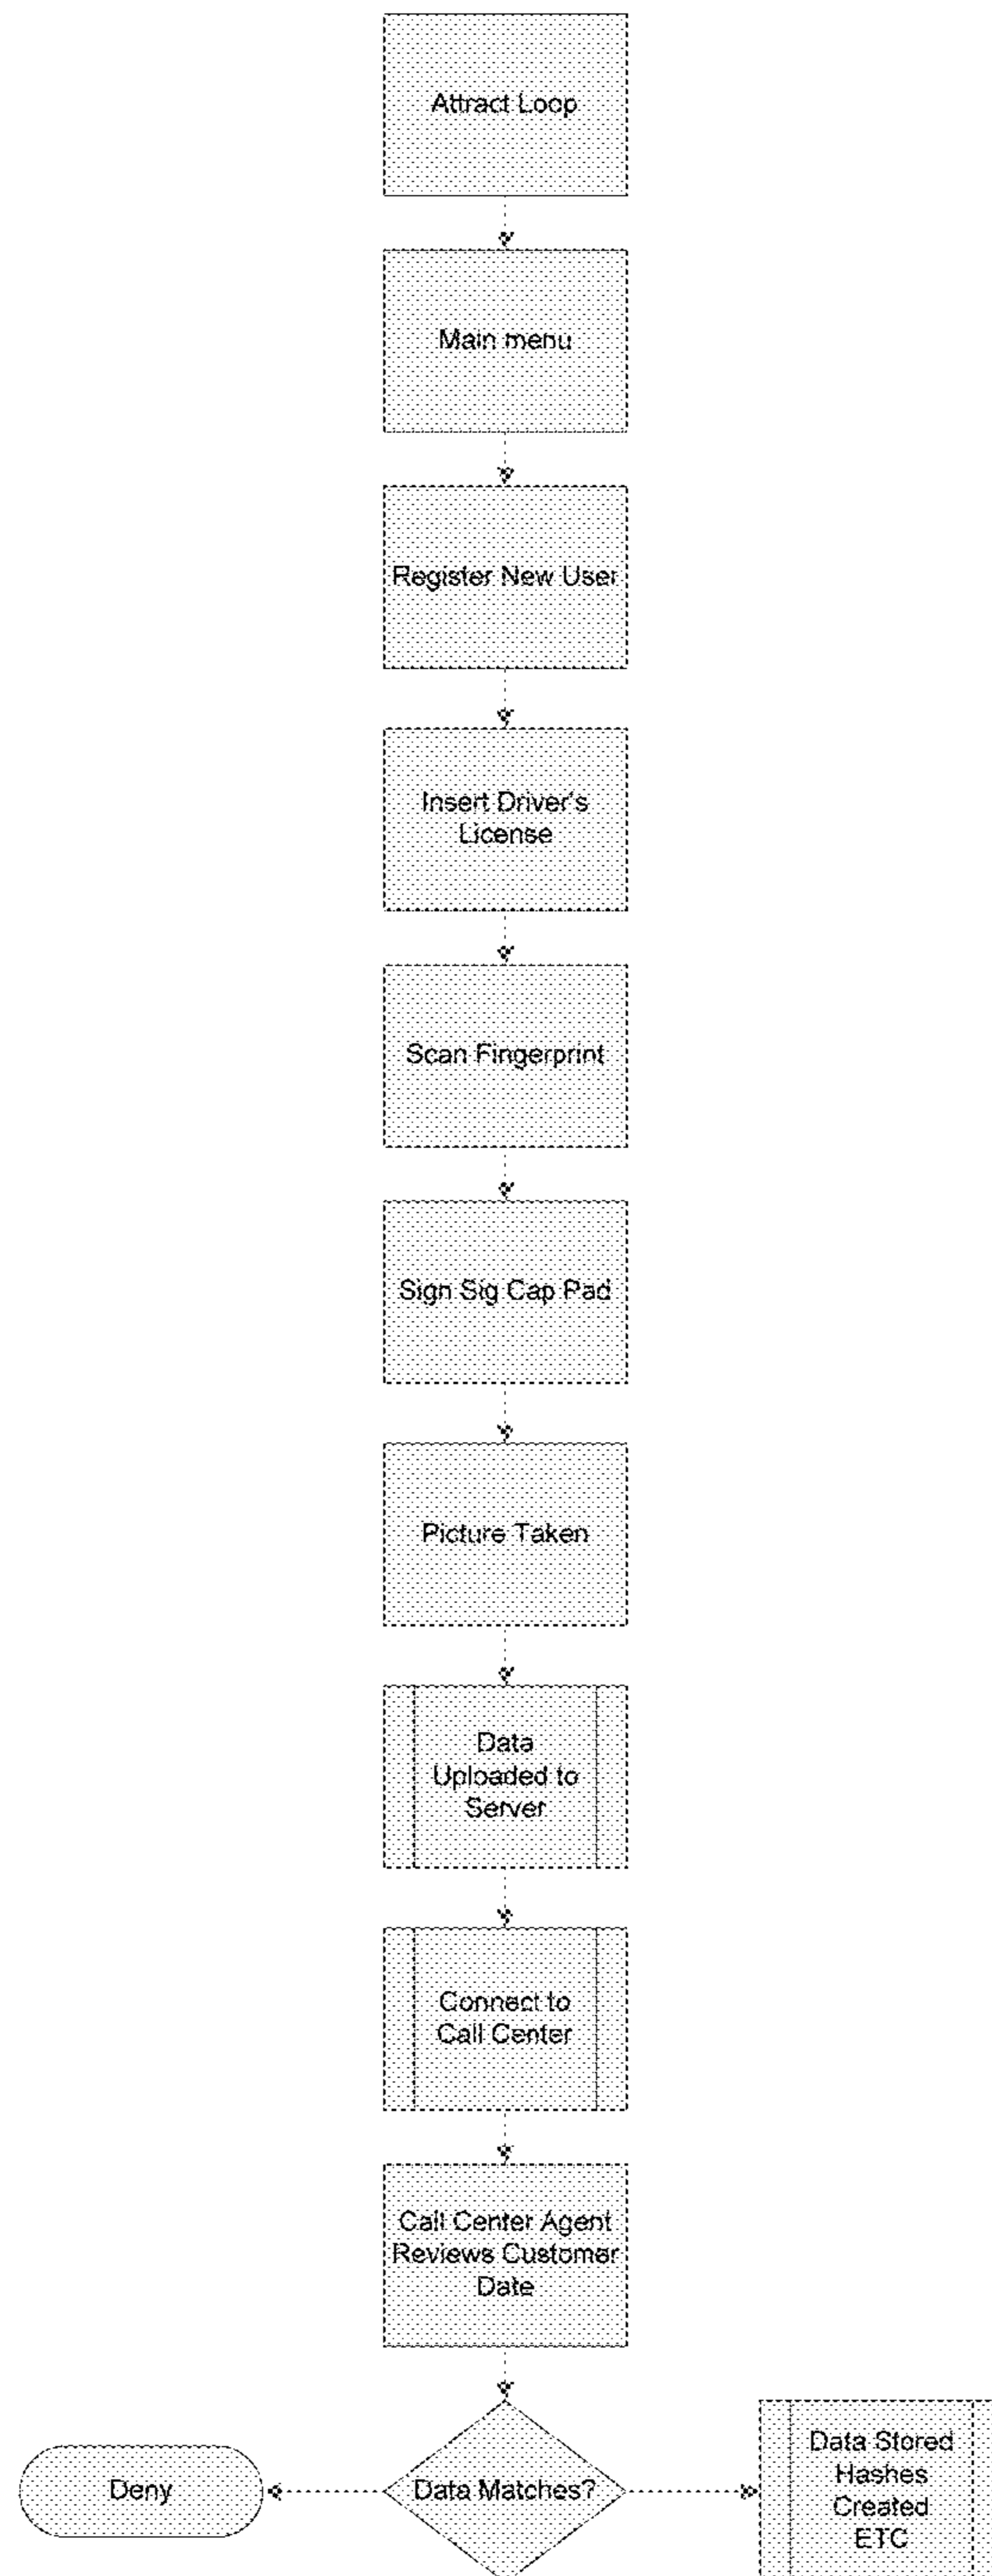 Attract Loop
Main menu
Register New User
Insert Driver's
License
Scan Fingerprint
Sign Sig Cap Pad
Picture Taken
Data
Uploaded to
Server
Connect to
Call Center
Call Center Agent
Reviews Customer
Date
Deny
Data Matches?
Data Stored
Hashes
Created
ETC